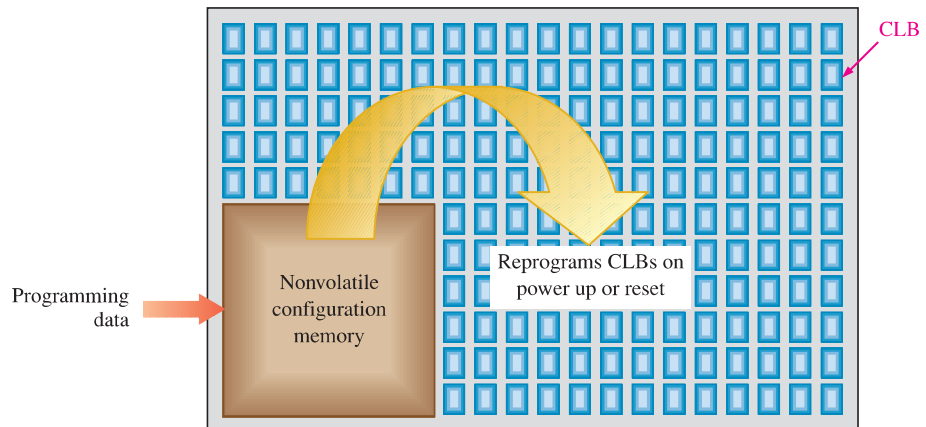 CLB
Programming
data
Nonvolatile
configuration
memory
Reprograms CLBs on
power up or reset